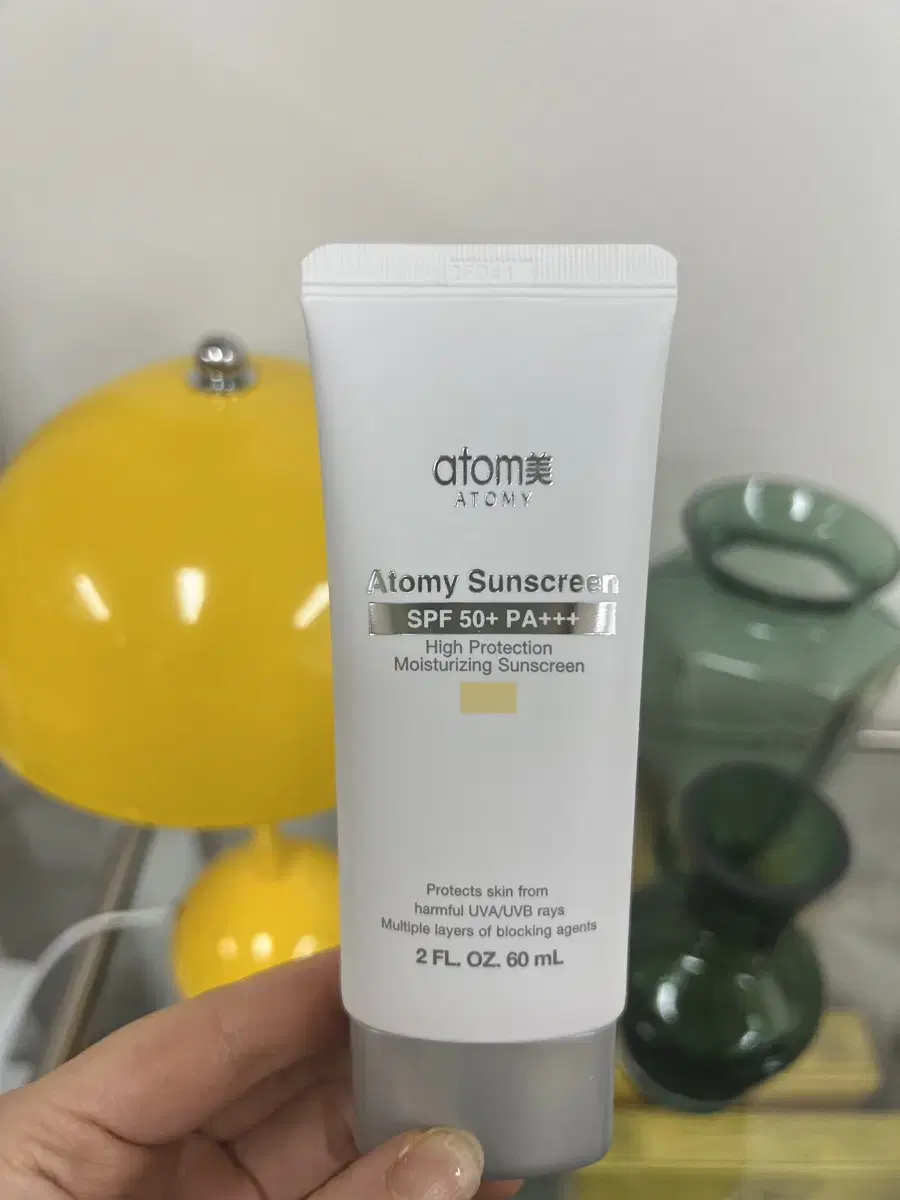 atom美
ATOMY
Atomy Sunscreen
SPF 50+ PA+++
High Protection
Moisturizing Sunscreen
Protects skin from
harmful UVA/UVB rays
Multiple layers of blocking agents
2 FL. OZ. 60 mL